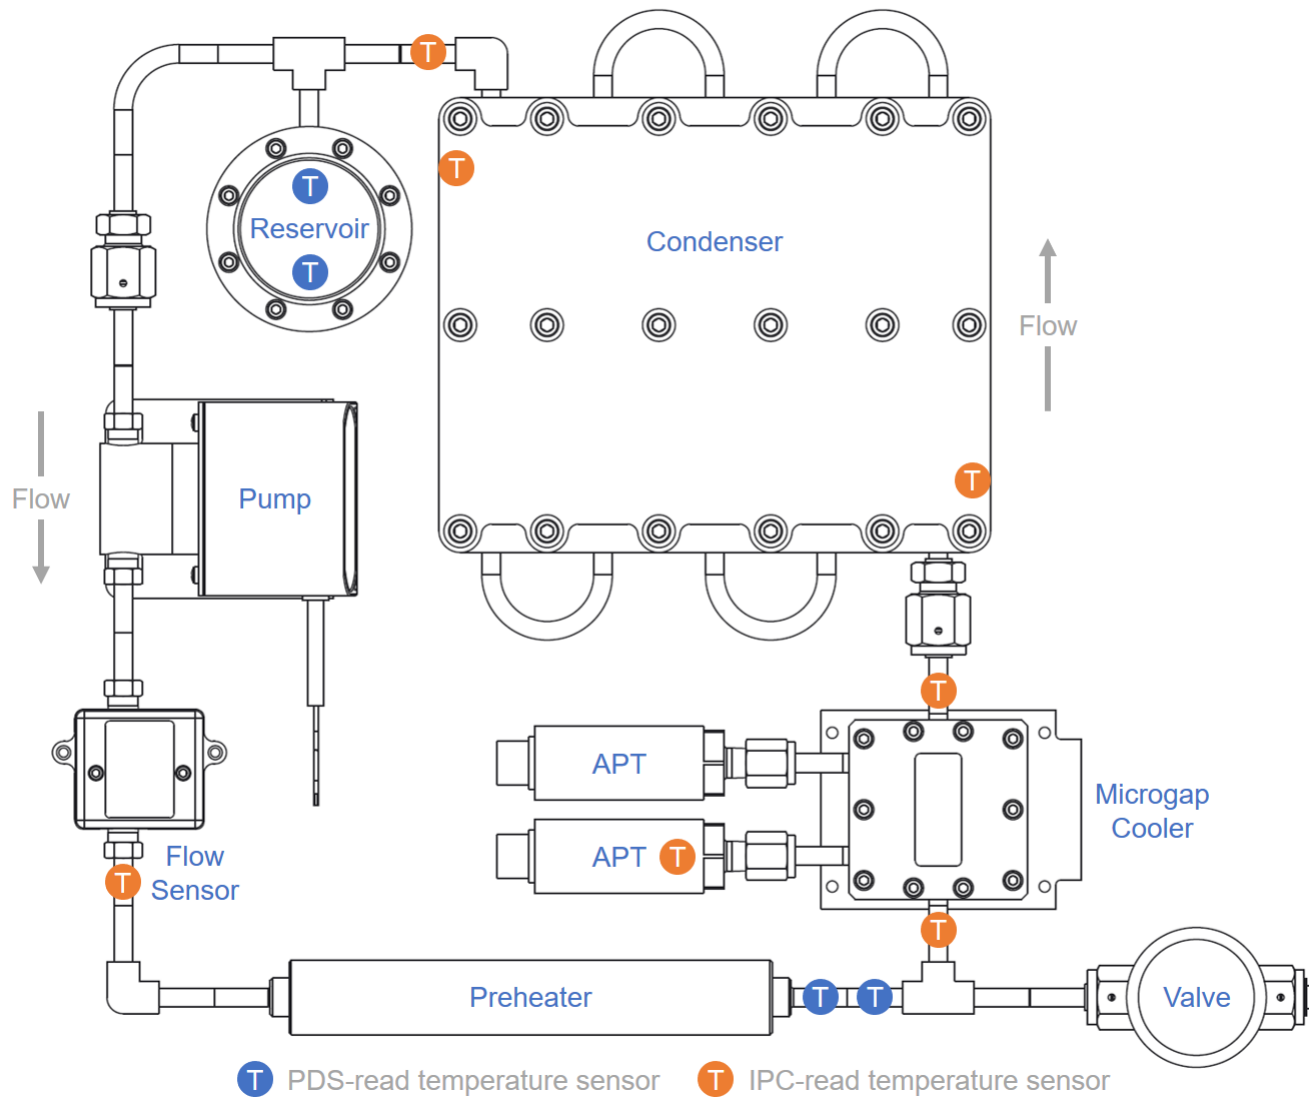 T
T
T
Reservoir
T
Condenser
Flow
Flow
Pump
T
T
APT
APT
T
Microgap
Cooler
Flow
Sensor
T
T
Preheater
T
T
Valve
T
PDS-read temperature sensor
T
IPC-read temperature sensor